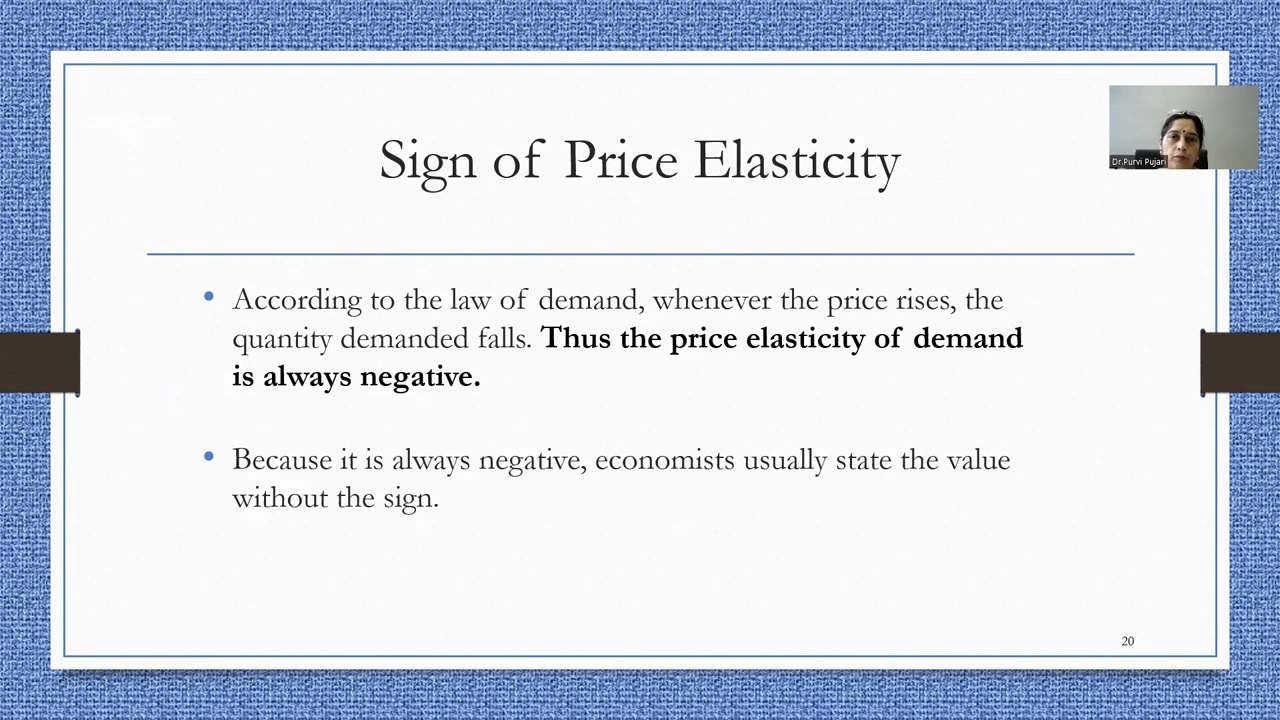 Sign of Price Elasticity
Dr.Purvi Pujari
• According to the law of demand, whenever the price rises, the
quantity demanded falls. Thus the price elasticity of demand
is always negative.
• Because it is always negative, economists usually state the value
without the sign.
20